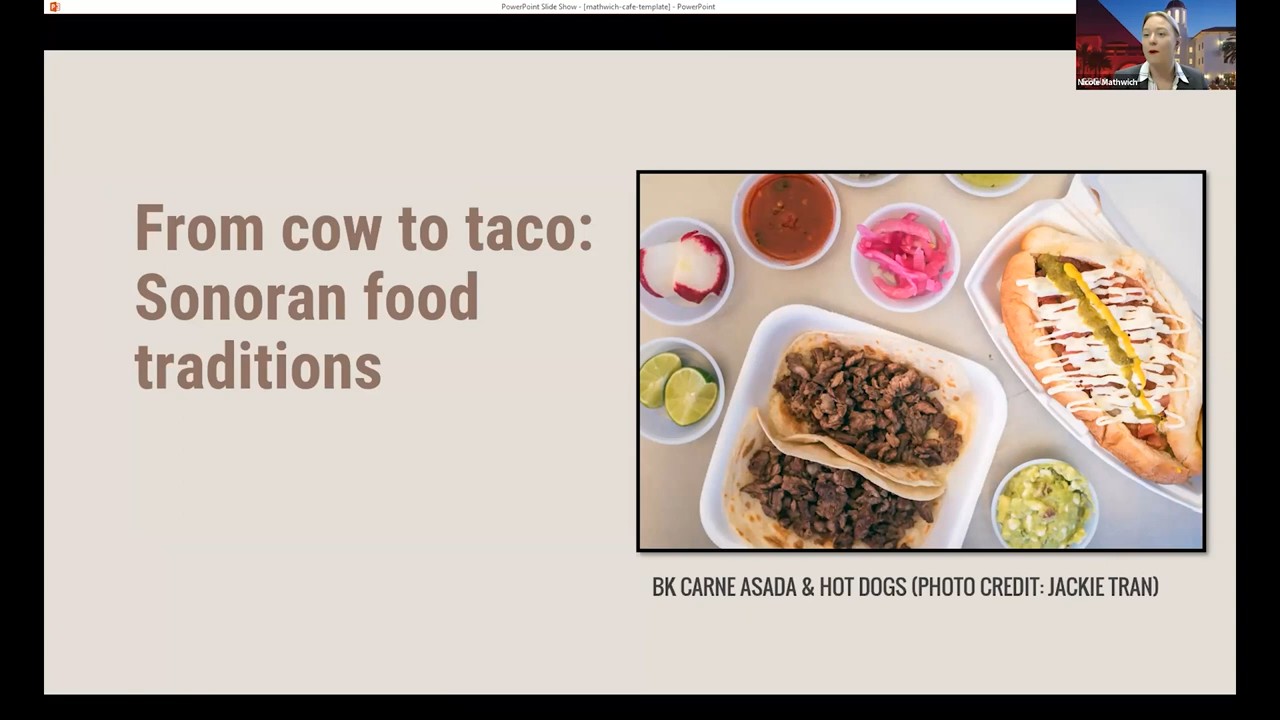 PowerPoint Slide Show - [mathwich-cafe-template] - PowerPoint
Nicole Mathwich
From cow to taco:
Sonoran food
traditions
BK CARNE ASADA & HOT DOGS (PHOTO CREDIT: JACKIE TRAN)